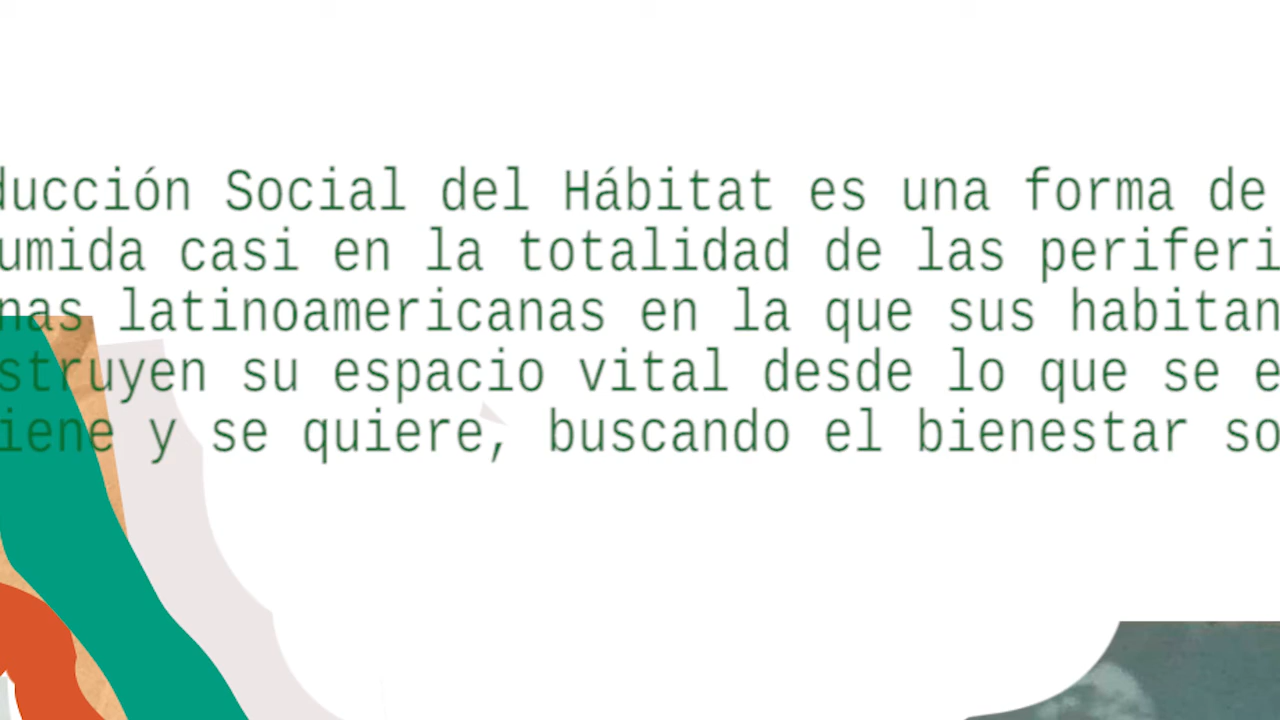 ducción Social del Hábitat es una forma de
umida casi en la totalidad de las periferi
nas latinoamericanas en la que sus habitan
struyen su espacio vital desde lo que se e
iene y se quiere, buscando el bienestar so